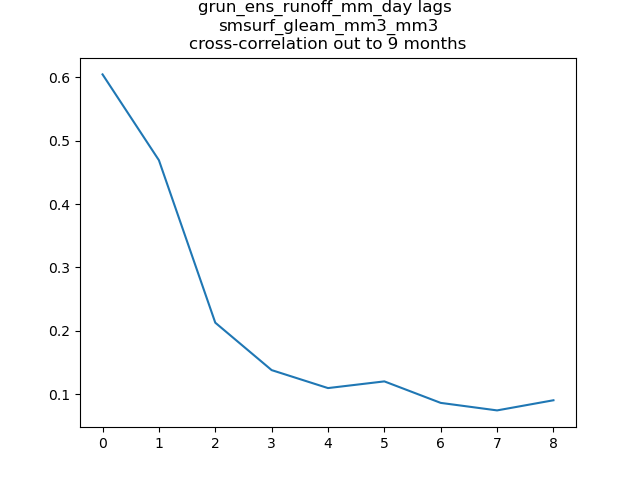 grun_ens_runoff_mm_day lags
smsurf_gleam_mm3_mm3
cross-correlation out to 9 months
0.6
0.5
0.4
0.3
0.2
0.1
0 1 2 3 4 5 6 7 8